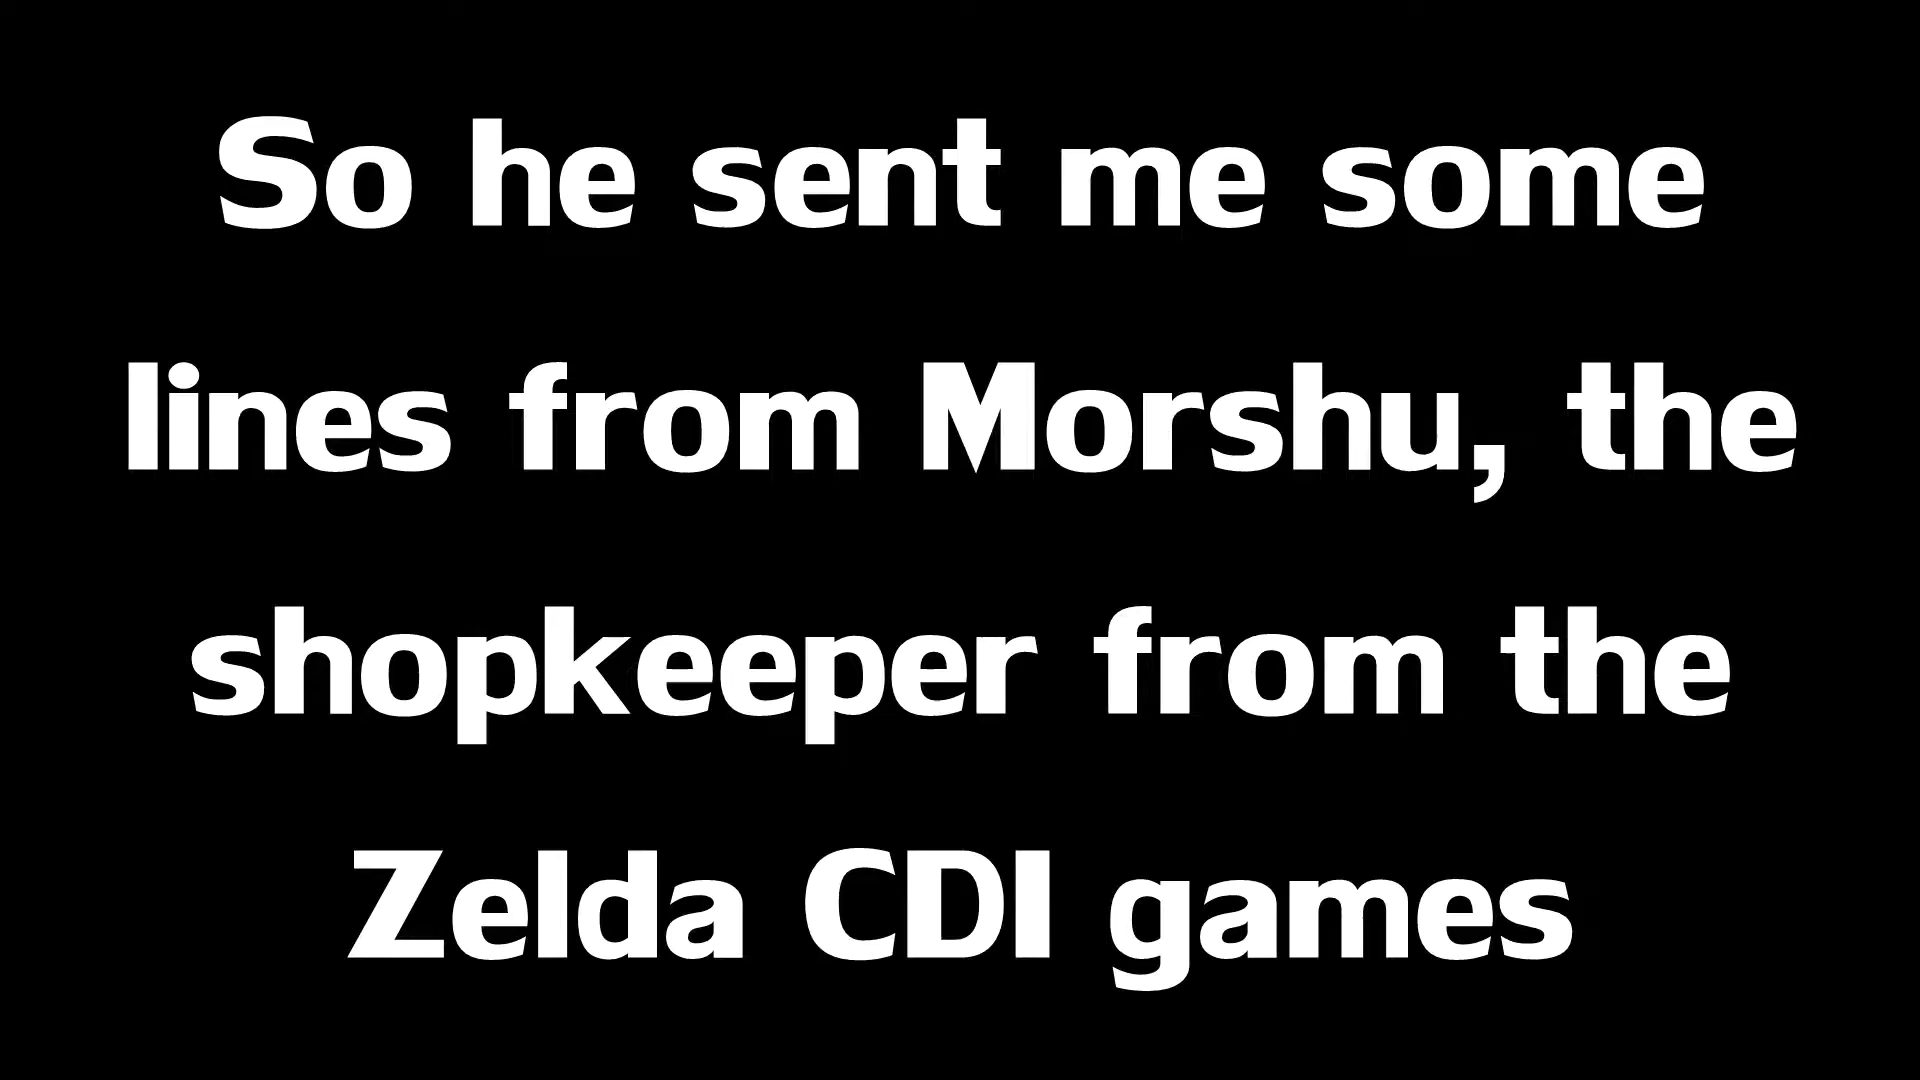 So he sent me some
lines from Morshu, the
shopkeeper from the
Zelda CDI games